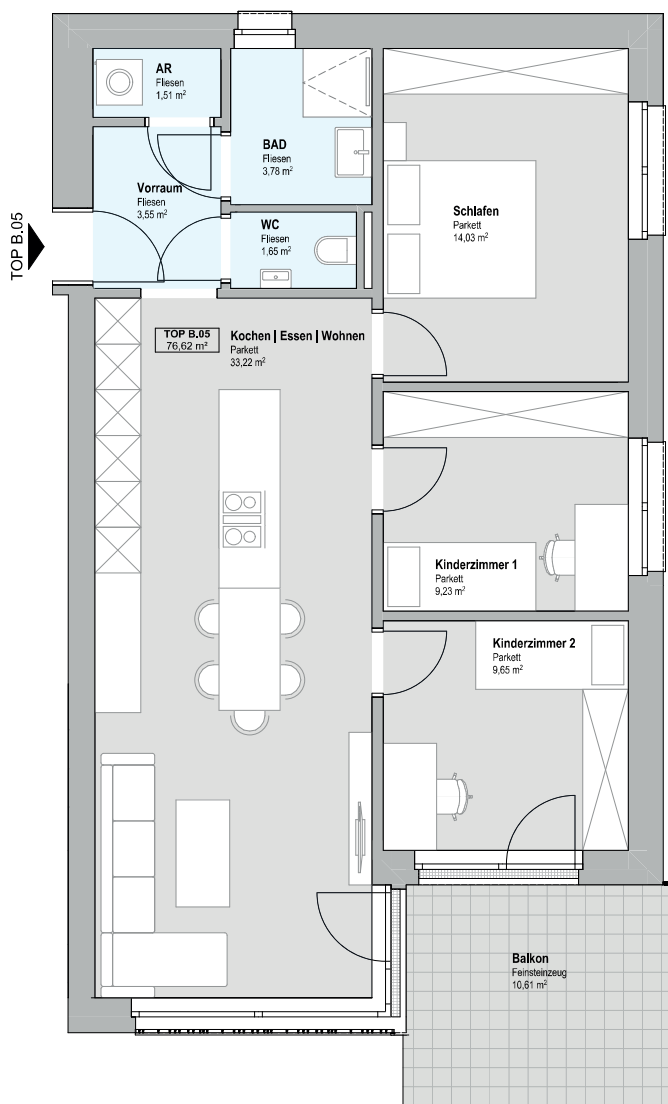 AR
Fliesen
1,51 m²
BAD
Fliesen
3,78 m²
Vorraum
Fliesen
3,55 m²
WC
Fliesen
1,65 m²
Schlafen
Parkett
14,03 m²
TOP B.05
TOP B.05
76,62 m²
Kochen | Essen | Wohnen
Parkett
33,22 m²
Kinderzimmer 1
Parkett
9,23 m²
Kinderzimmer 2
Parkett
9,65 m²
Balkon
Feinsteinzeug
10,61 m²